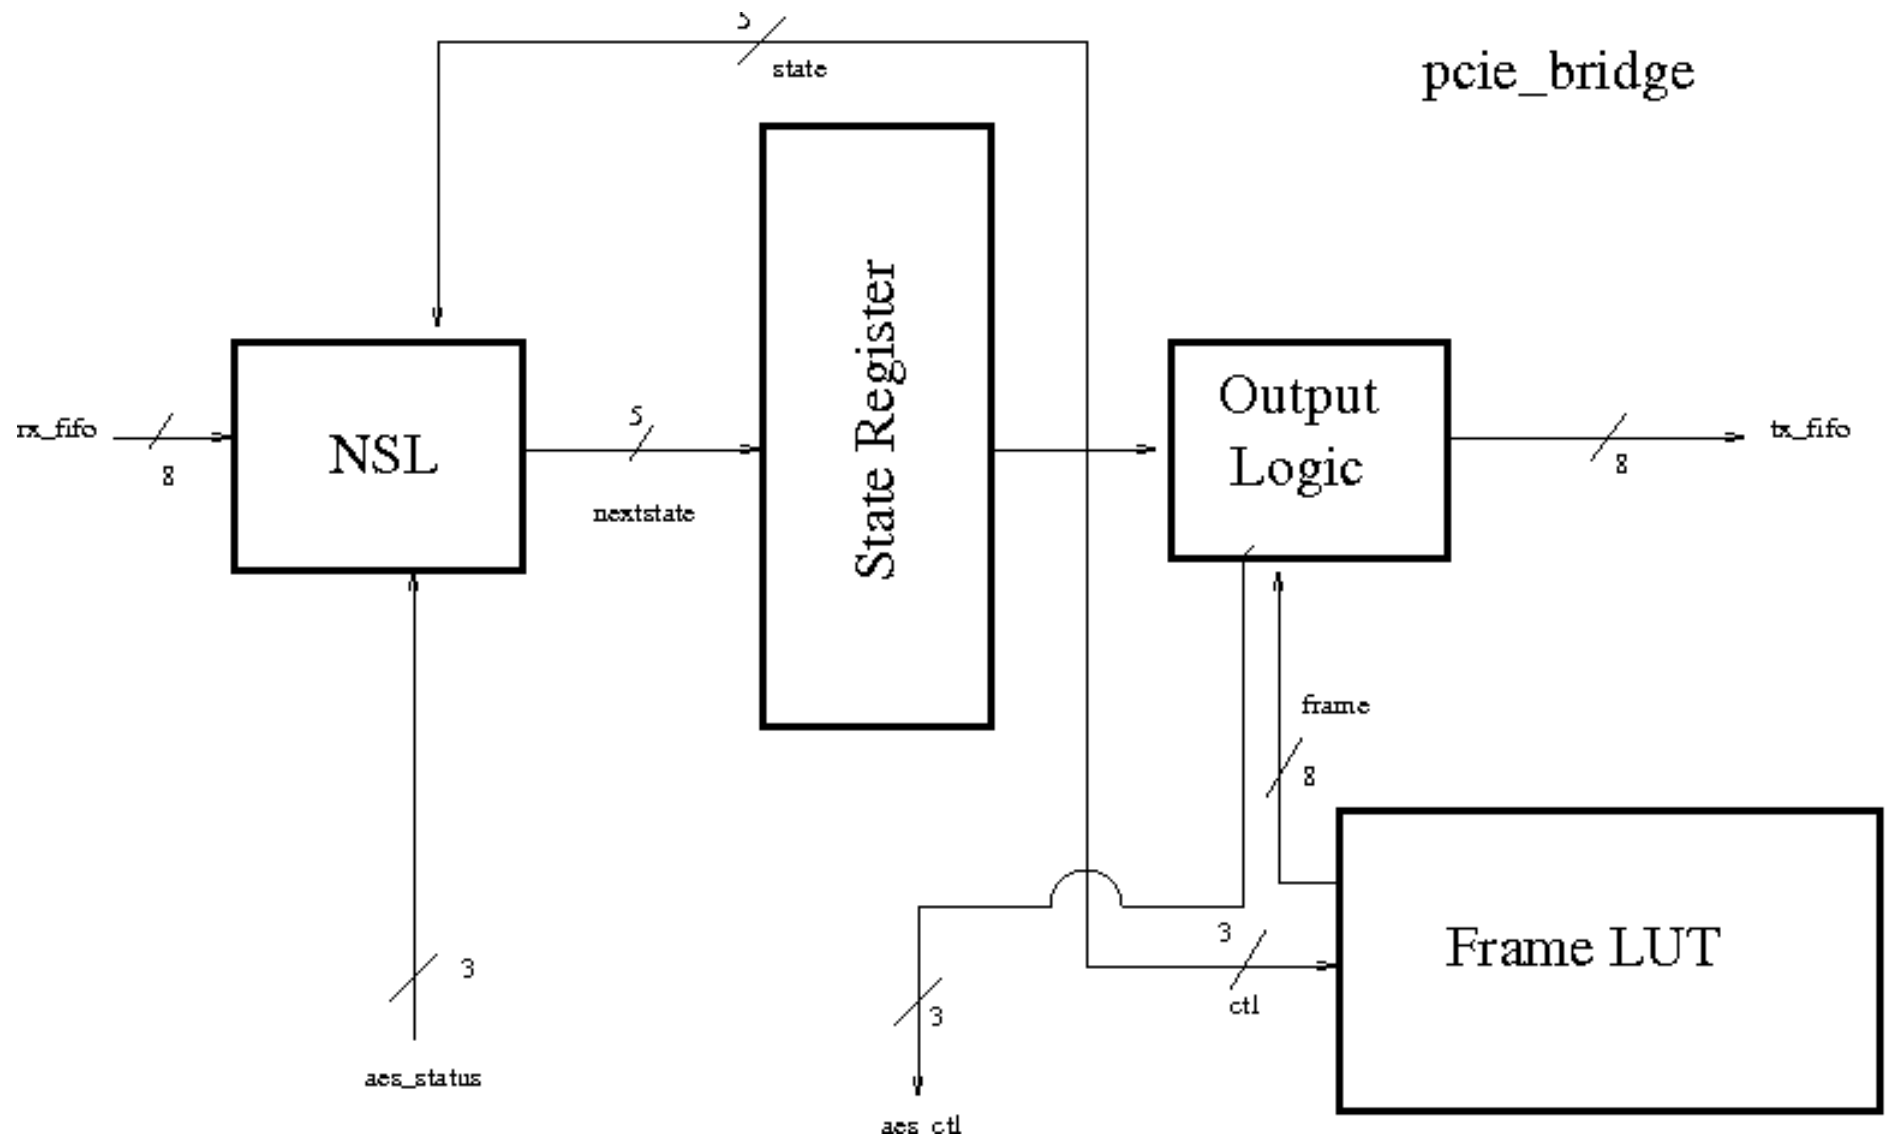 5
state
pcie_bridge
State Register
Output
Logic
rx_fifo
8
NSL
5
nextstate
tx_fifo
8
frame
8
3
ctl
Frame LUT
3
aes_status
3
aes_ctl